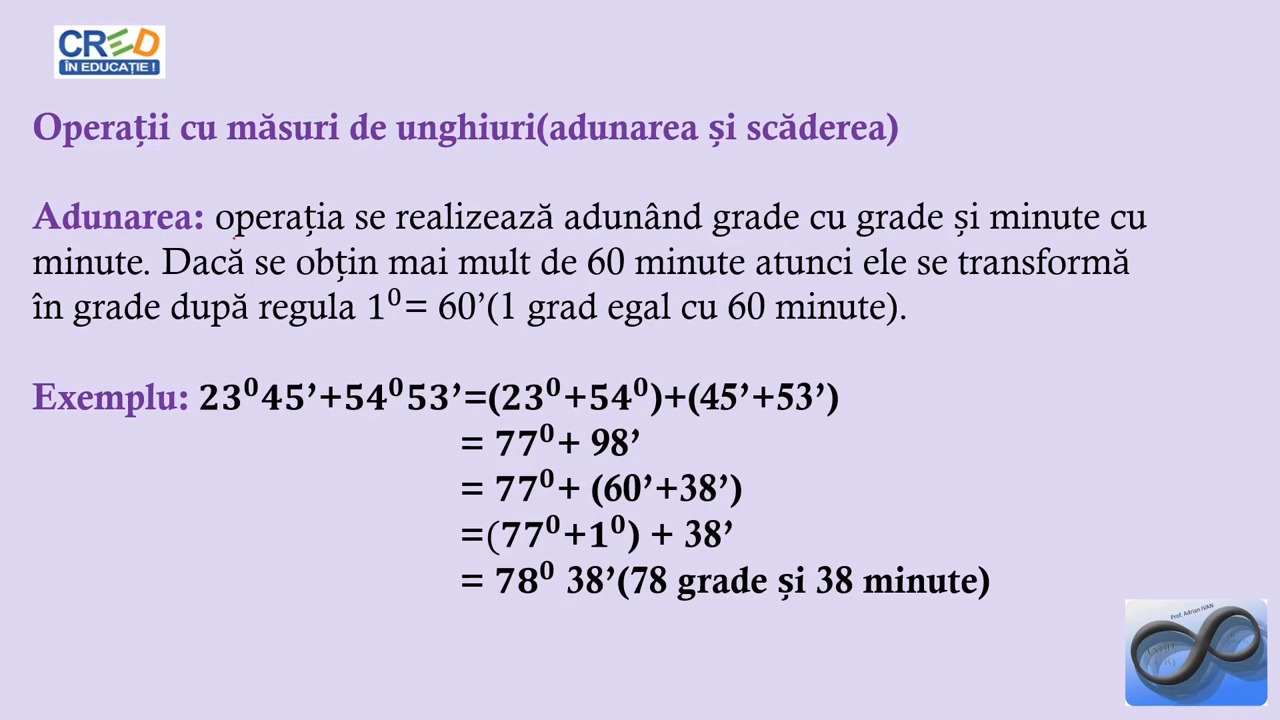 CRED
ÎN EDUCAȚIE !
Operații cu măsuri de unghiuri(adunarea și scăderea)
Adunarea: operația se realizează adunând grade cu grade și minute cu
minute. Dacă se obțin mai mult de 60 minute atunci ele se transformă
în grade după regula 1⁰= 60’(1 grad egal cu 60 minute).
Exemplu: 23⁰45’+54⁰53’=(23⁰+54⁰)+(45’+53’)
= 77⁰+ 98’
= 77⁰+ (60’+38’)
=(77⁰+1⁰) + 38’
= 78⁰ 38’(78 grade și 38 minute)
Prof. Adrian IVAN